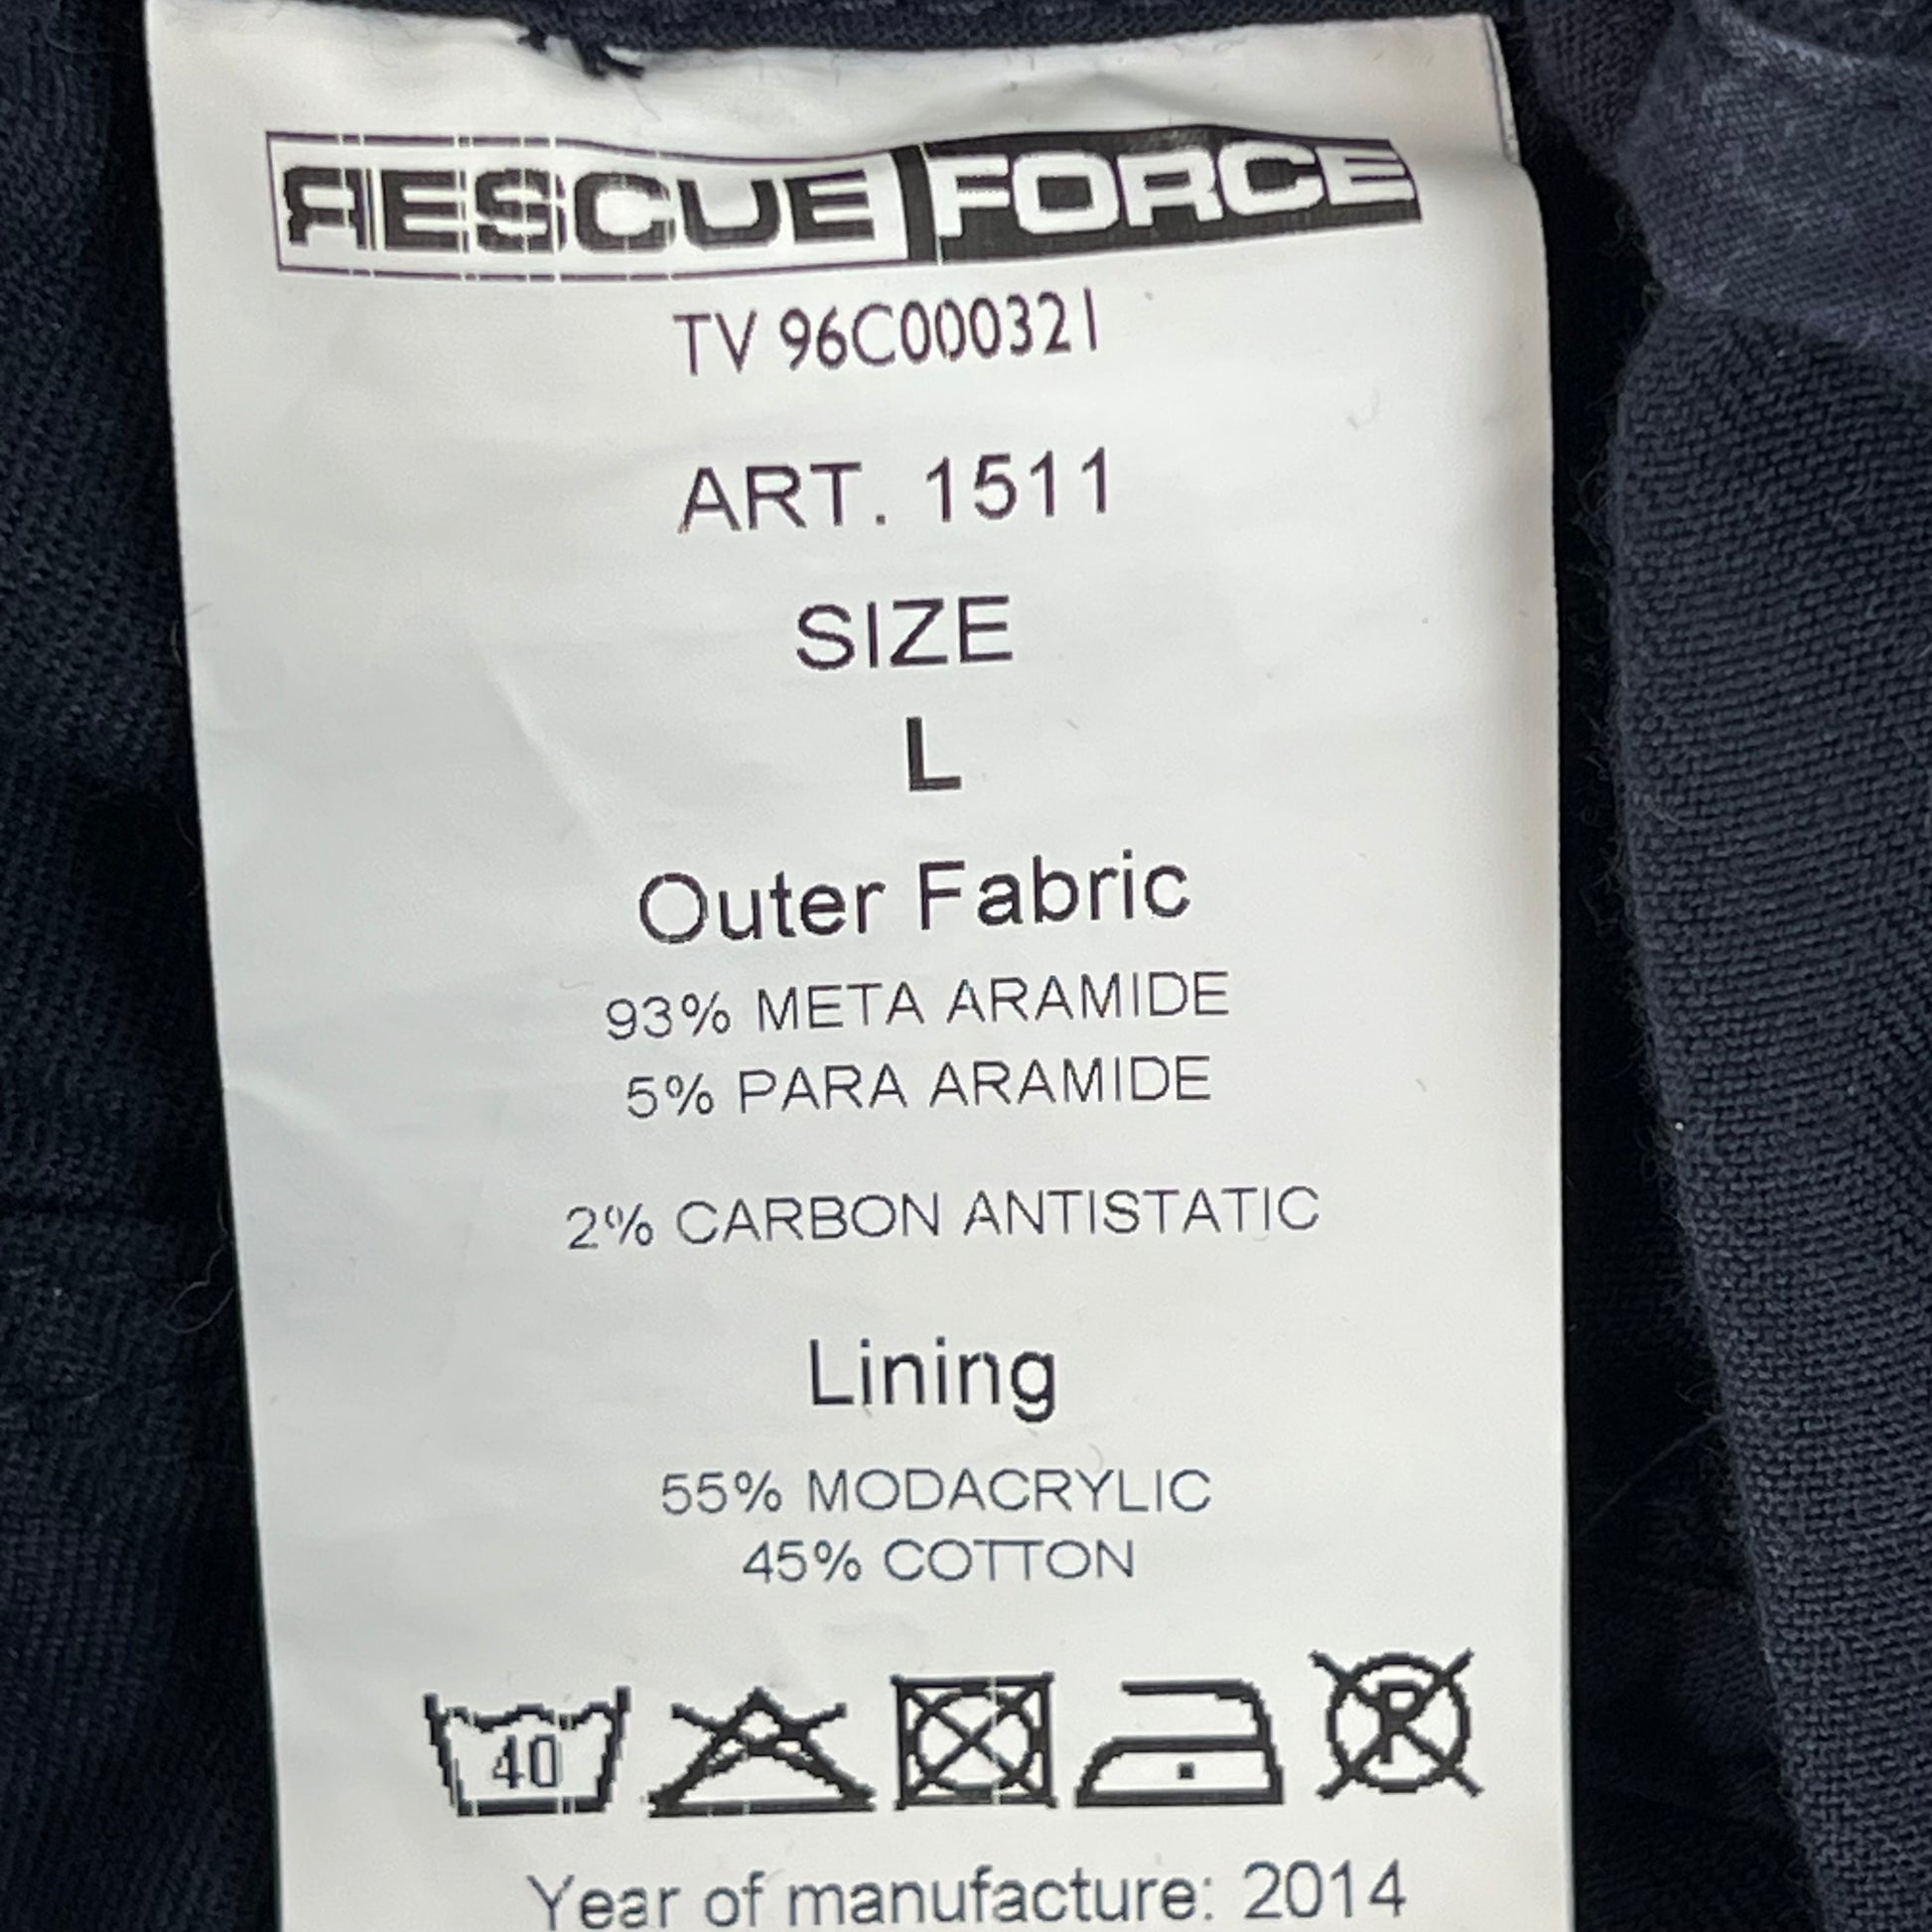 RESCUE FORCE
TV 96C000321
ART. 1511
SIZE
L
Outer Fabric
93% META ARAMIDE
5% PARA ARAMIDE
2% CARBON ANTISTATIC
Lining
55% MODACRYLIC
45% COTTON
40 P
Year of manufacture: 2014